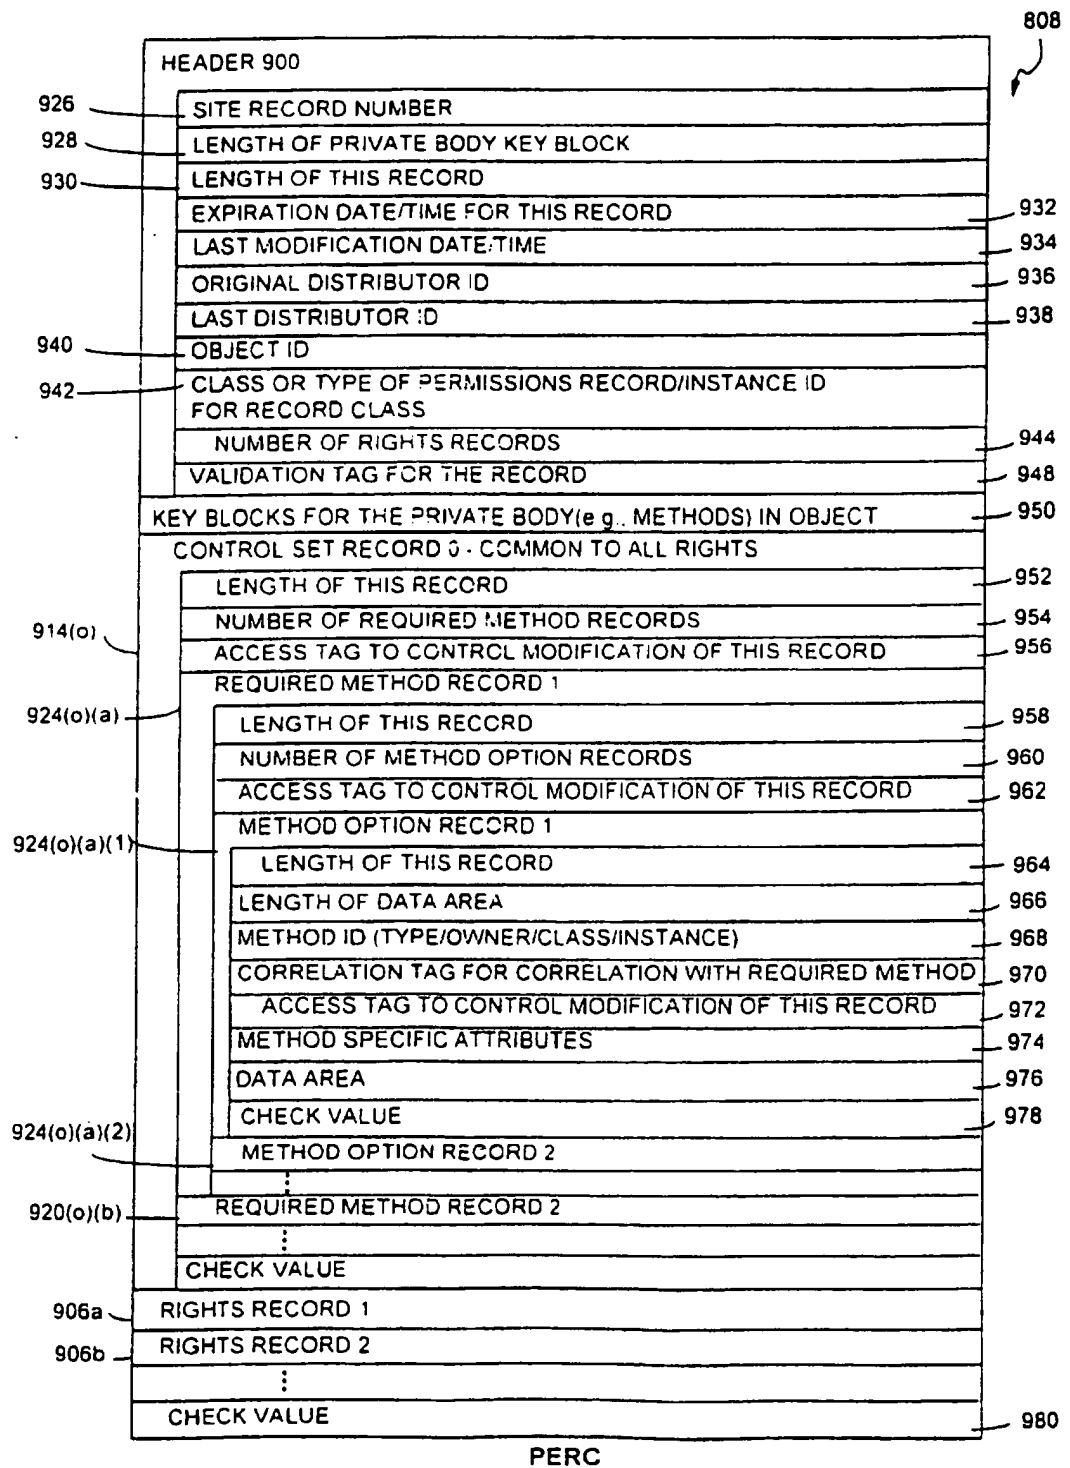 808
HEADER 900
926 SITE RECORD NUMBER
928 LENGTH OF PRIVATE BODY KEY BLOCK
930 LENGTH OF THIS RECORD
EXPIRATION DATE/TIME FOR THIS RECORD 932
LAST MODIFICATION DATE/TIME 934
ORIGINAL DISTRIBUTOR ID 936
LAST DISTRIBUTOR ID 938
940 OBJECT ID
942 CLASS OR TYPE OF PERMISSIONS RECORD/INSTANCE ID
FOR RECORD CLASS
NUMBER OF RIGHTS RECORDS 944
VALIDATION TAG FOR THE RECORD 948
KEY BLOCKS FOR THE PRIVATE BODY(e g., METHODS) IN OBJECT 950
CONTROL SET RECORD 0 - COMMON TO ALL RIGHTS
LENGTH OF THIS RECORD 952
NUMBER OF REQUIRED METHOD RECORDS 954
914(o)
ACCESS TAG TO CONTROL MODIFICATION OF THIS RECORD 956
REQUIRED METHOD RECORD 1
924(o)(a)
LENGTH OF THIS RECORD 958
NUMBER OF METHOD OPTION RECORDS 960
ACCESS TAG TO CONTROL MODIFICATION OF THIS RECORD 962
METHOD OPTION RECORD 1
924(o)(a)(1)
LENGTH OF THIS RECORD 964
LENGTH OF DATA AREA 966
METHOD ID (TYPE/OWNER/CLASS/INSTANCE) 968
CORRELATION TAG FOR CORRELATION WITH REQUIRED METHOD 970
ACCESS TAG TO CONTROL MODIFICATION OF THIS RECORD 972
METHOD SPECIFIC ATTRIBUTES 974
DATA AREA 976
CHECK VALUE 978
924(o)(a)(2)
METHOD OPTION RECORD 2
920(o)(b) REQUIRED METHOD RECORD 2
CHECK VALUE
906a RIGHTS RECORD 1
906b RIGHTS RECORD 2
CHECK VALUE 980
PERC